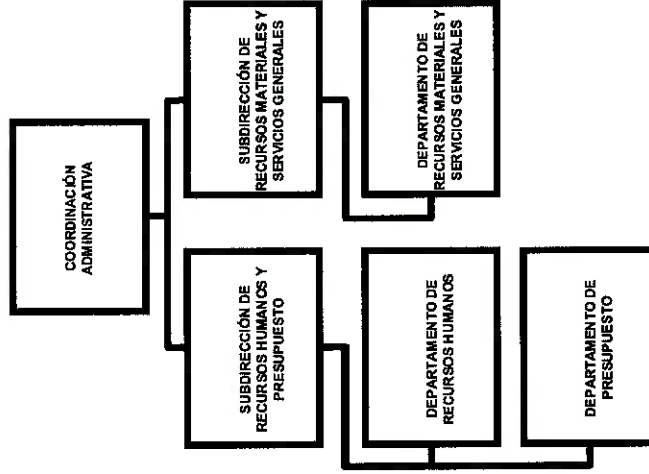 COORDINACIÓN
ADMINISTRATIVA
SUBDIRECCIÓN DE
RECURSOS HUMANOS Y
PRESUPUESTO
SUBDIRECCIÓN DE
RECURSOS MATERIALES Y
SERVICIOS GENERALES
DEPARTAMENTO DE
RECURSOS HUMANOS
DEPARTAMENTO DE
RECURSOS MATERIALES Y
SERVICIOS GENERALES
DEPARTAMENTO DE
PRESUPUESTO